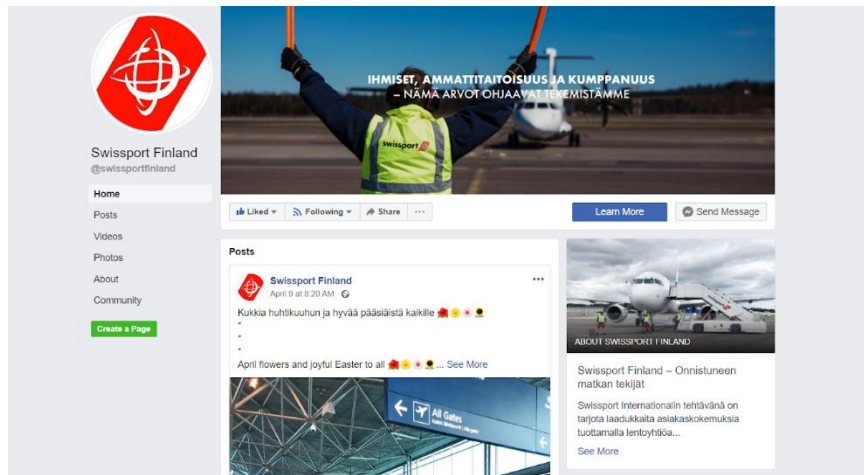 IHMISET, AMMATTITAITOISUUS JA KUMPPANUUS
– NÄMÄ ARVOT OHJAAVAT TEKEMISTÄMME
swissport
Swissport Finland
@swissportfinland
Home
Posts
Videos
Photos
About
Community
Create a Page
Liked
Following
Share
Learn More
Send Message
Posts
Swissport Finland
April 9 at 8:20 AM
Kukkia huhtikuuhun ja hyvää pääsiäistä kaikille 🌺🌼🌸🌻
*
*
*
April flowers and joyful Easter to all 🌺🌼🌸🌻... See More
All Gates
ABOUT SWISSPORT FINLAND
Swissport Finland – Onnistuneen
matkan tekijät
Swissport Internationalin tehtävänä on
tarjota laadukkaita asiakaskokemuksia
tuottamalla lentoyhtiöa...
See More